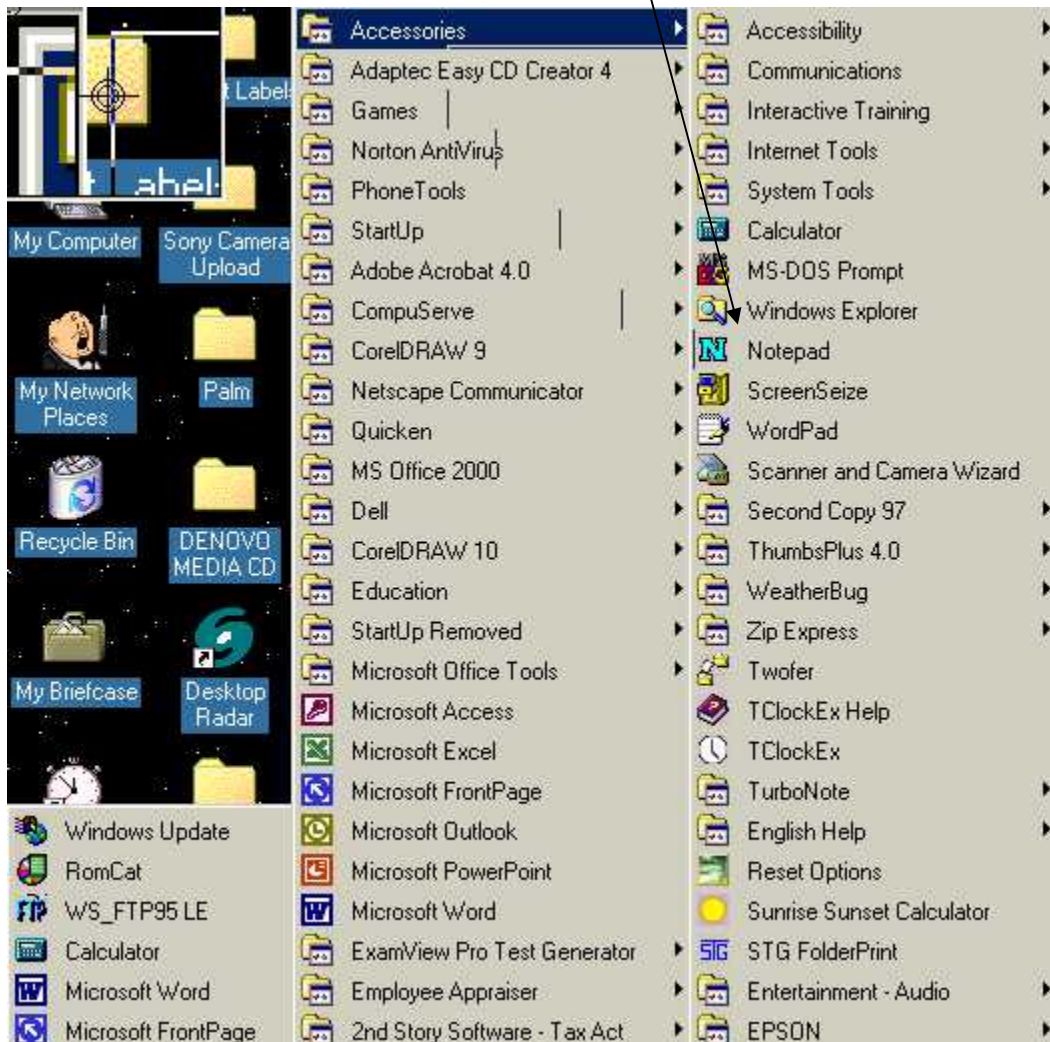 t Labels
abel
My Computer
Sony Camera
Upload
My Network
Places
Palm
Recycle Bin
DENOVO
MEDIA CD
My Briefcase
Desktop
Radar
Windows Update
RomCat
FTP WS_FTP95 LE
Calculator
Microsoft Word
Microsoft FrontPage
Accessories
Adaptec Easy CD Creator 4
Games
Norton AntiVirus
PhoneTools
StartUp
Adobe Acrobat 4.0
CompuServe
CorelDRAW 9
Netscape Communicator
Quicken
MS Office 2000
Dell
CorelDRAW 10
Education
StartUp Removed
Microsoft Office Tools
Microsoft Access
Microsoft Excel
Microsoft FrontPage
Microsoft Outlook
Microsoft PowerPoint
Microsoft Word
ExamView Pro Test Generator
Employee Appraiser
2nd Story Software - Tax Act
Accessibility
Communications
Interactive Training
Internet Tools
System Tools
Calculator
MS-DOS Prompt
Windows Explorer
Notepad
ScreenSeize
WordPad
Scanner and Camera Wizard
Second Copy 97
ThumbsPlus 4.0
WeatherBug
Zip Express
Twofer
TClockEx Help
TClockEx
TurboNote
English Help
Reset Options
Sunrise Sunset Calculator
STG STG FolderPrint
Entertainment - Audio
EPSON